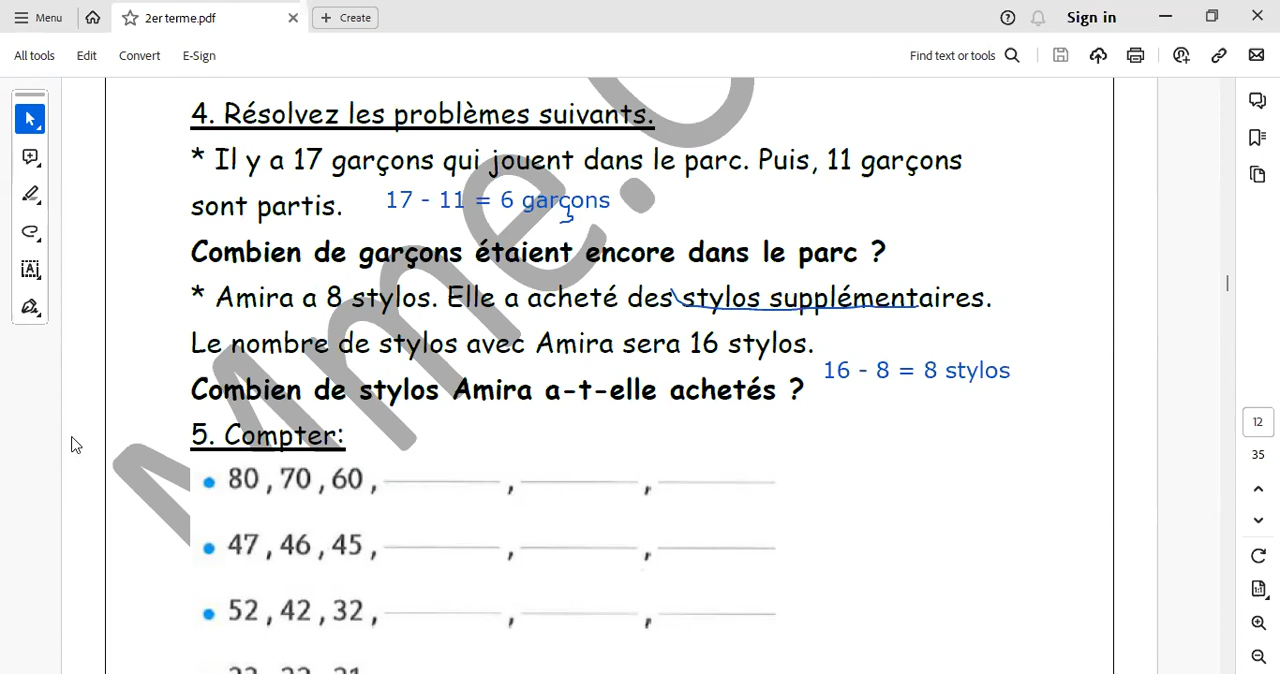 Menu
2er terme.pdf
Create
Sign in
All tools
Edit
Convert
E-Sign
Find text or tools
4. Résolvez les problèmes suivants.
* Il y a 17 garçons qui jouent dans le parc. Puis, 11 garçons
sont partis.
17 - 11 = 6 garçons
Combien de garçons étaient encore dans le parc ?
* Amira a 8 stylos. Elle a acheté des stylos supplémentaires.
Le nombre de stylos avec Amira sera 16 stylos.
16 - 8 = 8 stylos
Combien de stylos Amira a-t-elle achetés ?
5. Compter:
80 , 70 , 60 , , ,
47 , 46 , 45 , , ,
52 , 42 , 32 , , ,
12
35
Mme.